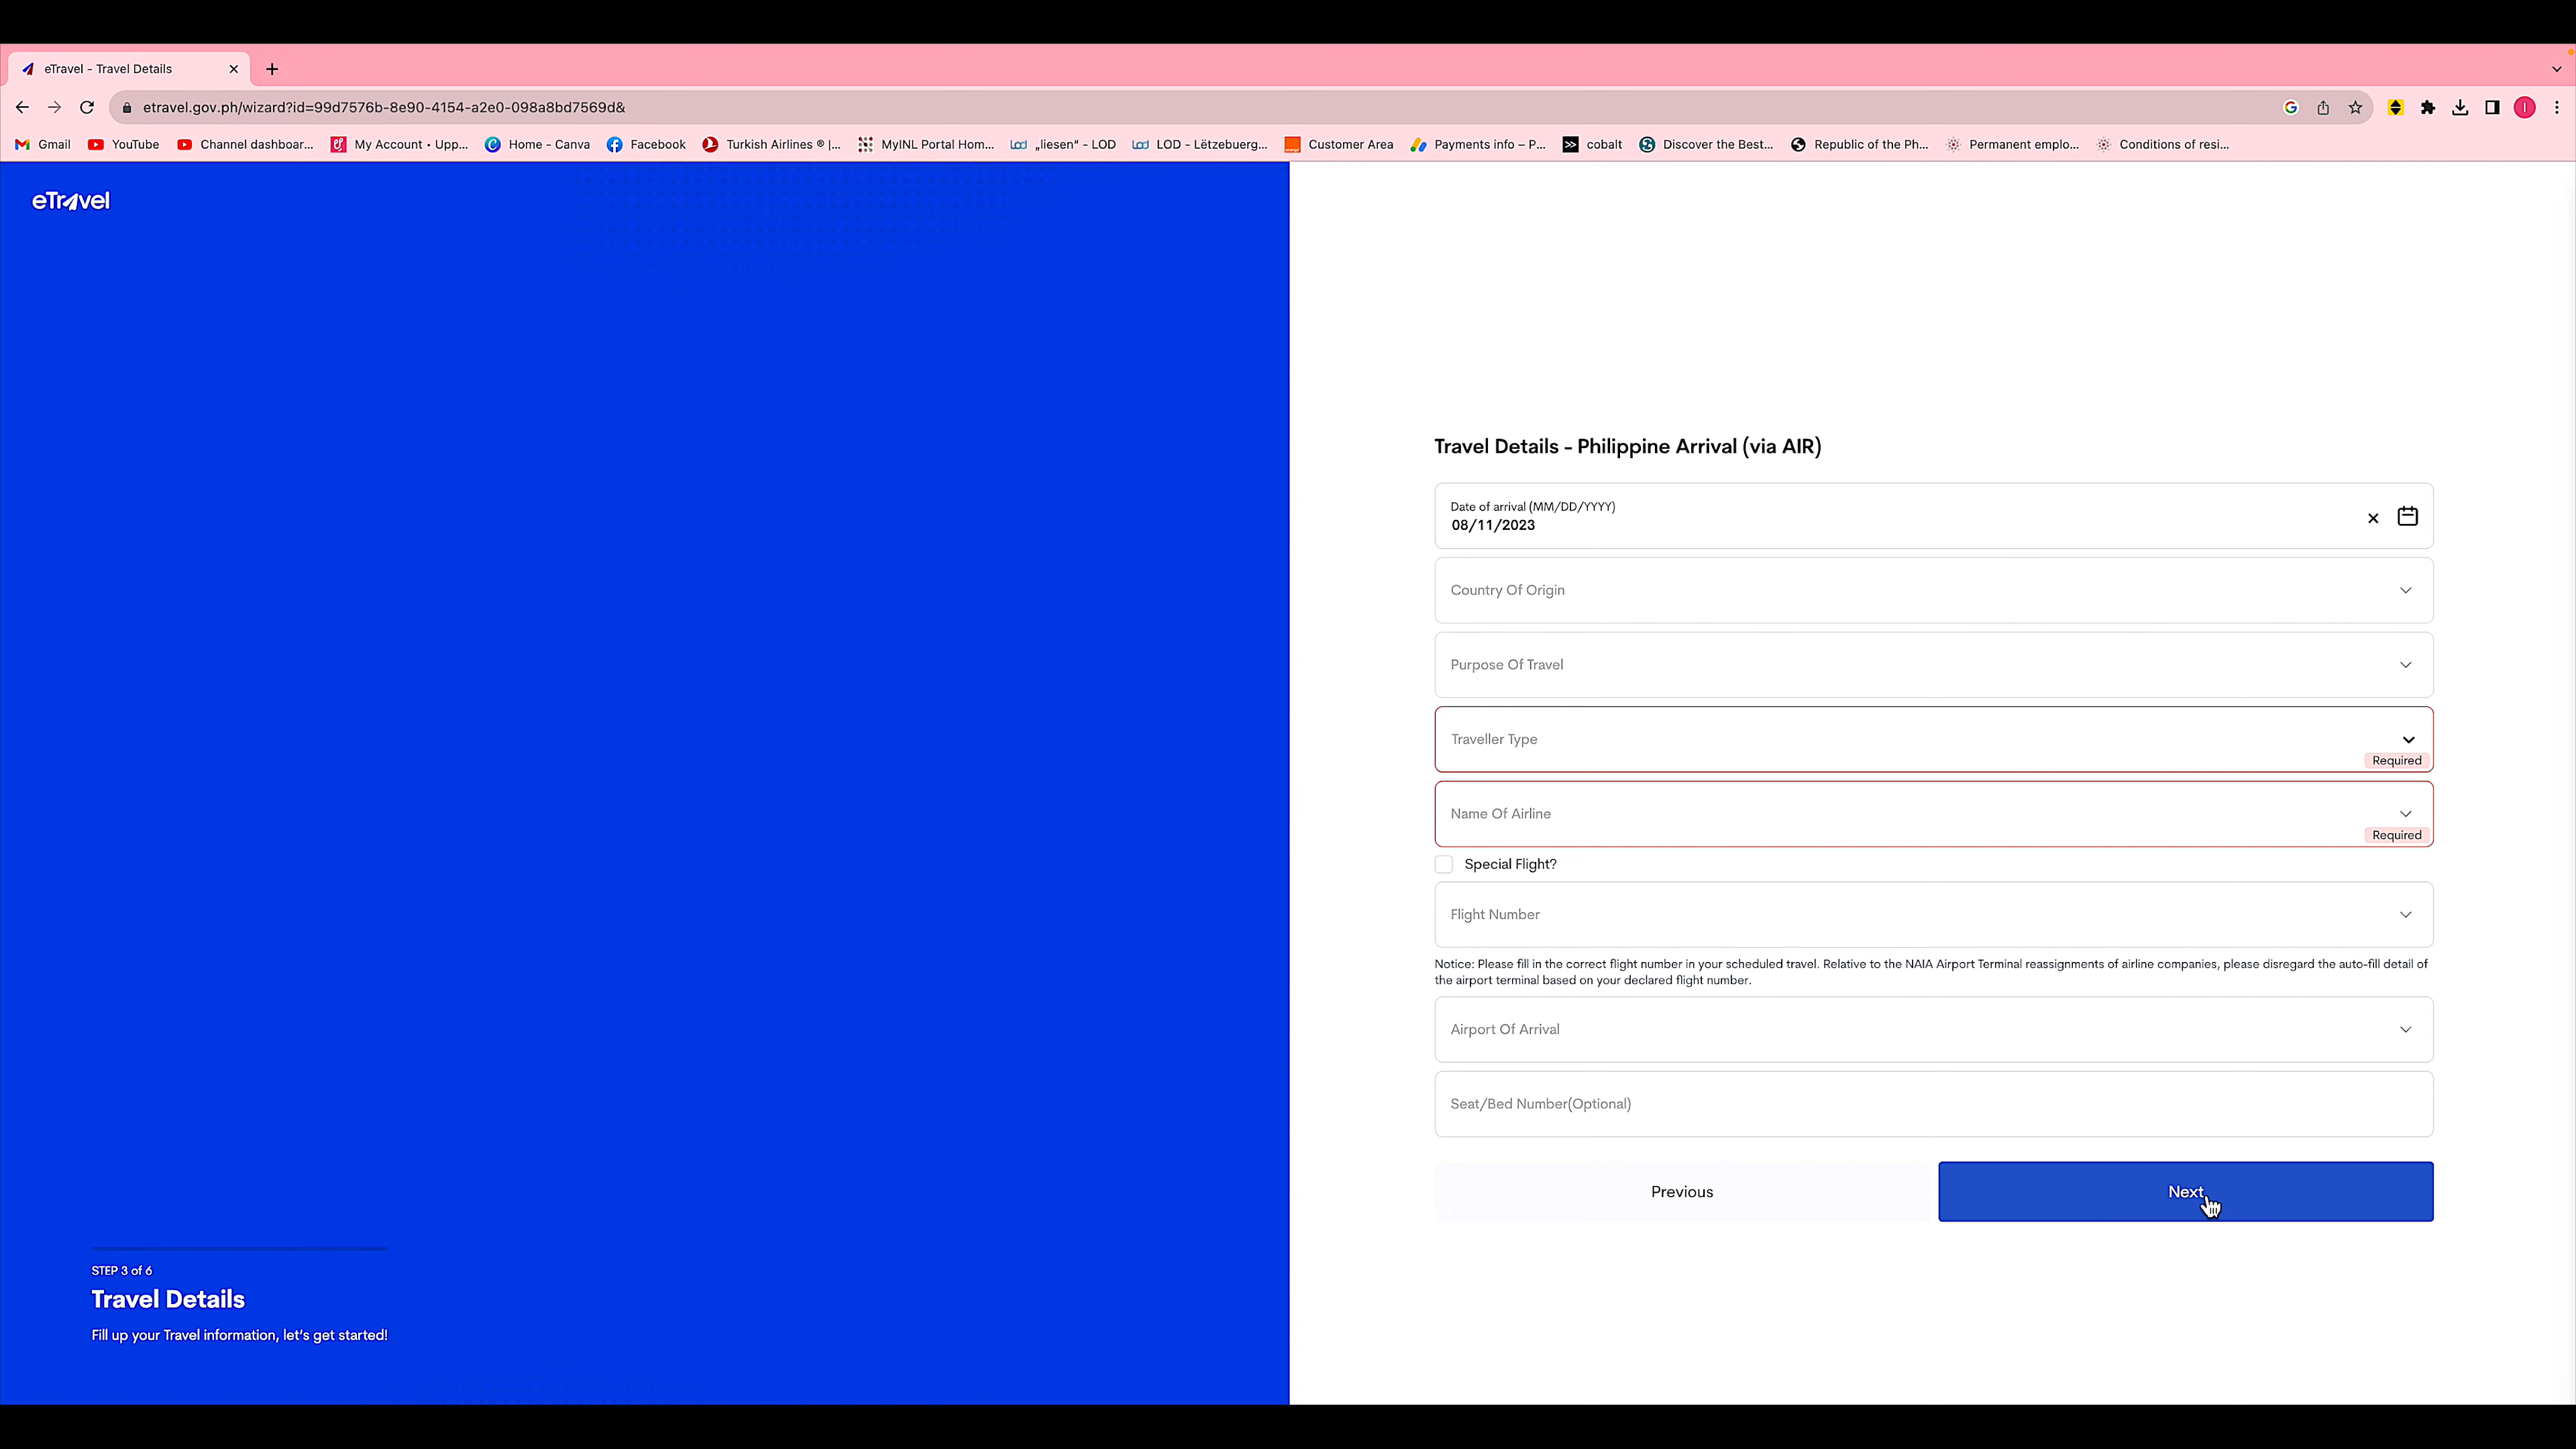 eTravel - Travel Details
etravel.gov.ph/wizard?id=99d7576b-8e90-4154-a2e0-098a8bd7569d&
Gmail YouTube Channel dashboar... My Account • Upp... Home - Canva Facebook Turkish Airlines ® |... MyINL Portal Hom... „liesen“ - LOD LOD - Lëtzebuerg... Customer Area Payments info – P... cobalt Discover the Best... Republic of the Ph... Permanent emplo... Conditions of resi...
eTravel
Travel Details - Philippine Arrival (via AIR)
Date of arrival (MM/DD/YYYY)
08/11/2023
Country Of Origin
Purpose Of Travel
Traveller Type
Required
Name Of Airline
Required
Special Flight?
Flight Number
Notice: Please fill in the correct flight number in your scheduled travel. Relative to the NAIA Airport Terminal reassignments of airline companies, please disregard the auto-fill detail of
the airport terminal based on your declared flight number.
Airport Of Arrival
Seat/Bed Number(Optional)
Previous Next
STEP 3 of 6
Travel Details
Fill up your Travel information, let's get started!